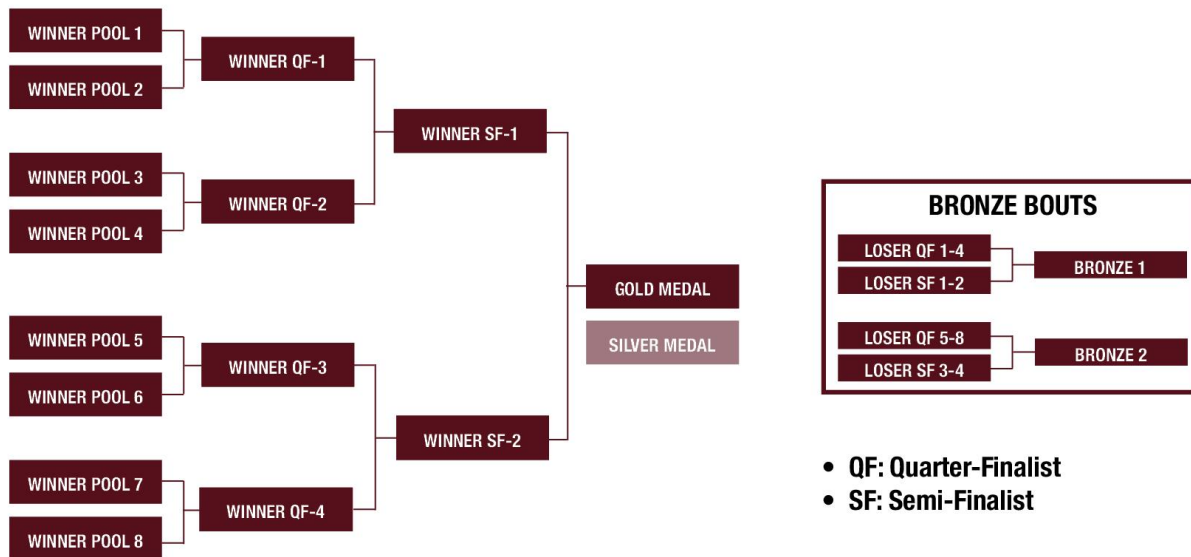 WINNER POOL 1
WINNER POOL 2
WINNER QF-1
WINNER POOL 3
WINNER POOL 4
WINNER QF-2
WINNER SF-1
WINNER POOL 5
WINNER POOL 6
WINNER QF-3
WINNER POOL 7
WINNER POOL 8
WINNER QF-4
WINNER SF-2
GOLD MEDAL
SILVER MEDAL
BRONZE BOUTS
LOSER QF 1-4
LOSER SF 1-2
BRONZE 1
LOSER QF 5-8
LOSER SF 3-4
BRONZE 2
• QF: Quarter-Finalist
• SF: Semi-Finalist